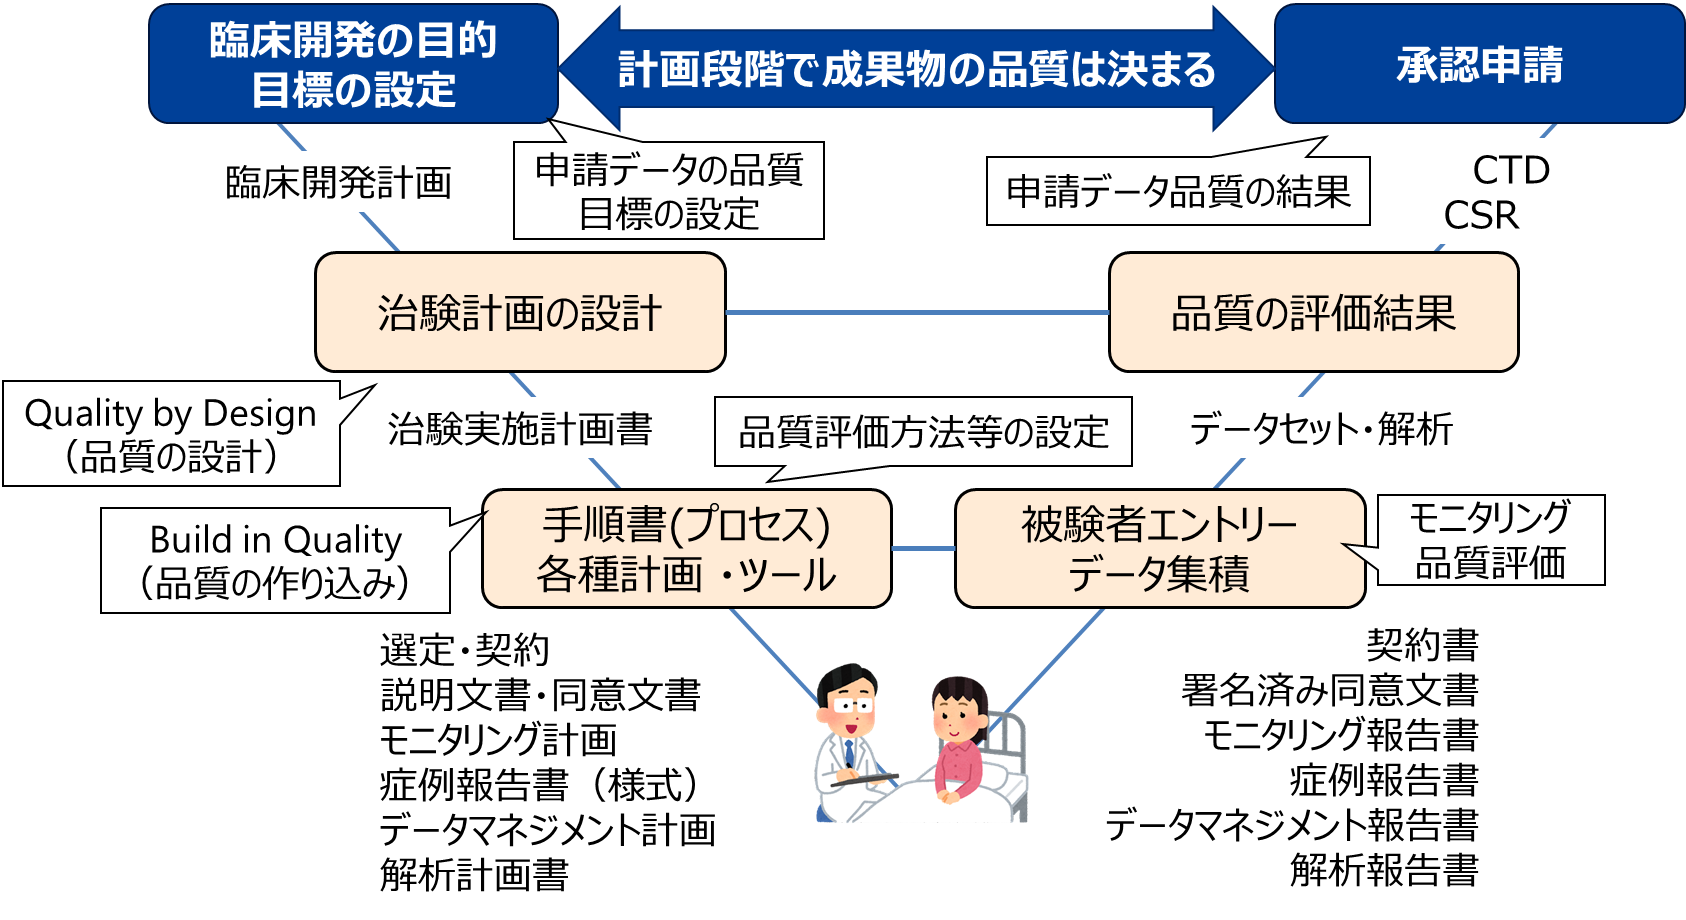 臨床開発の目的
目標の設定
計画段階で成果物の品質は決まる
承認申請
臨床開発計画
申請データの品質
目標の設定
申請データ品質の結果
CTD
CSR
治験計画の設計
品質の評価結果
Quality by Design
（品質の設計）
治験実施計画書
品質評価方法等の設定
データセット・解析
Build in Quality
（品質の作り込み）
手順書(プロセス)
各種計画 ・ツール
被験者エントリー
データ集積
モニタリング
品質評価
選定・契約
説明文書・同意文書
モニタリング計画
症例報告書（様式）
データマネジメント計画
解析計画書
契約書
署名済み同意文書
モニタリング報告書
症例報告書
データマネジメント報告書
解析報告書